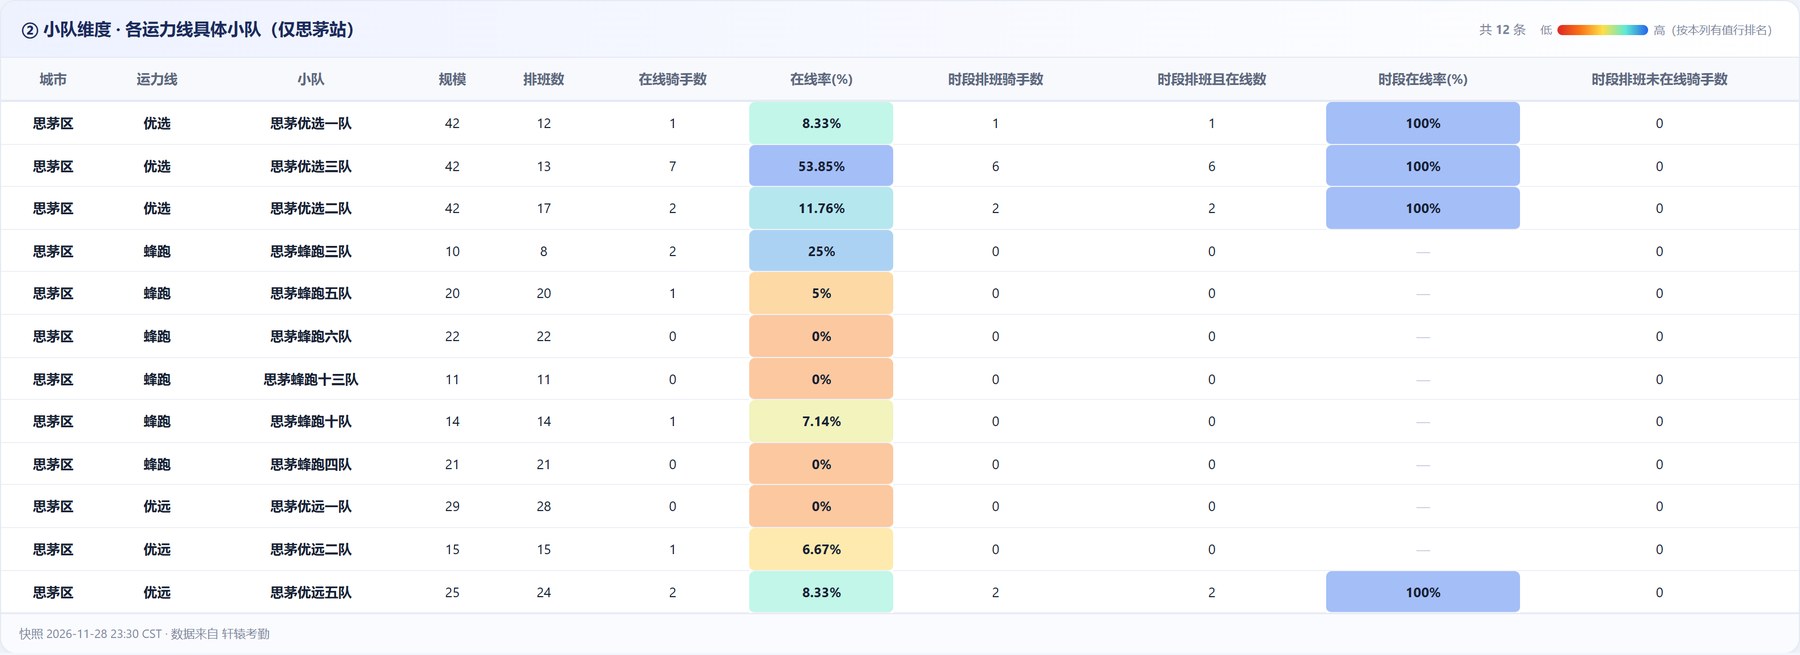 ② 小队维度 · 各运力线具体小队（仅思茅站）
共 12 条 低 高 (按本列有值行排名)
城市 运力线 小队 规模 排班数 在线骑手数 在线率(%) 时段排班骑手数 时段排班且在线数 时段在线率(%) 时段排班未在线骑手数
思茅区 优选 思茅优选一队 42 12 1 8.33% 1 1 100% 0
思茅区 优选 思茅优选三队 42 13 7 53.85% 6 6 100% 0
思茅区 优选 思茅优选二队 42 17 2 11.76% 2 2 100% 0
思茅区 蜂跑 思茅蜂跑三队 10 8 2 25% 0 0 — 0
思茅区 蜂跑 思茅蜂跑五队 20 20 1 5% 0 0 — 0
思茅区 蜂跑 思茅蜂跑六队 22 22 0 0% 0 0 — 0
思茅区 蜂跑 思茅蜂跑十三队 11 11 0 0% 0 0 — 0
思茅区 蜂跑 思茅蜂跑十队 14 14 1 7.14% 0 0 — 0
思茅区 蜂跑 思茅蜂跑四队 21 21 0 0% 0 0 — 0
思茅区 优远 思茅优远一队 29 28 0 0% 0 0 — 0
思茅区 优远 思茅优远二队 15 15 1 6.67% 0 0 — 0
思茅区 优远 思茅优远五队 25 24 2 8.33% 2 2 100% 0
快照 2026-11-28 23:30 CST · 数据来自 轩辕考勤